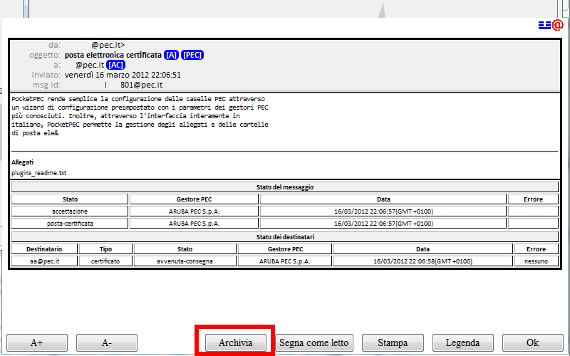 da: @pec.it>
oggetto: posta elettronica certificata [A] [PEC]
a: @pec.it [AC]
inviato: venerdì 16 marzo 2012 22:06:51
msg id: 801@pec.it
PocketPEC rende semplice la configurazione delle caselle PEC attraverso
un wizard di configurazione preimpostato con i parametri dei gestori PEC
più conosciuti. Inoltre, attraverso l'interfaccia interamente in
italiano, PocketPEC permette la gestione degli allegati e delle cartelle
di posta ele&
Allegati
plugins_readme.txt
Stato del messaggio
Stato Gestore PEC Data Errore
accettazione ARUBA PEC S.p.A. 16/03/2012 22:06:57(GMT +0100)
posta-certificata ARUBA PEC S.p.A. 16/03/2012 22:06:57(GMT +0100)
Stato dei destinatari
Destinatario Tipo Stato Gestore PEC Data Errore
aa@pec.it certificato avvenuta-consegna ARUBA PEC S.p.A. 16/03/2012 22:06:58(GMT +0100) nessuno
A+ A- Archivia Segna come letto Stampa Legenda Ok